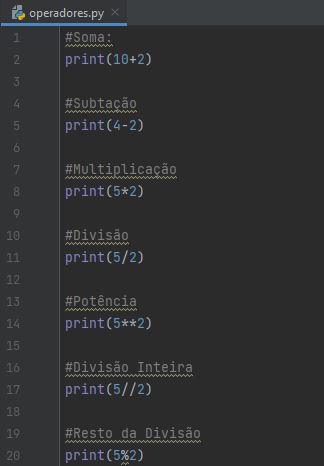 operadores.py
1 #Soma:
2 print(10+2)
3
4 #Subtação
5 print(4-2)
6
7 #Multiplicação
8 print(5*2)
9
10 #Divisão
11 print(5/2)
12
13 #Potência
14 print(5**2)
15
16 #Divisão Inteira
17 print(5//2)
18
19 #Resto da Divisão
20 print(5%2)